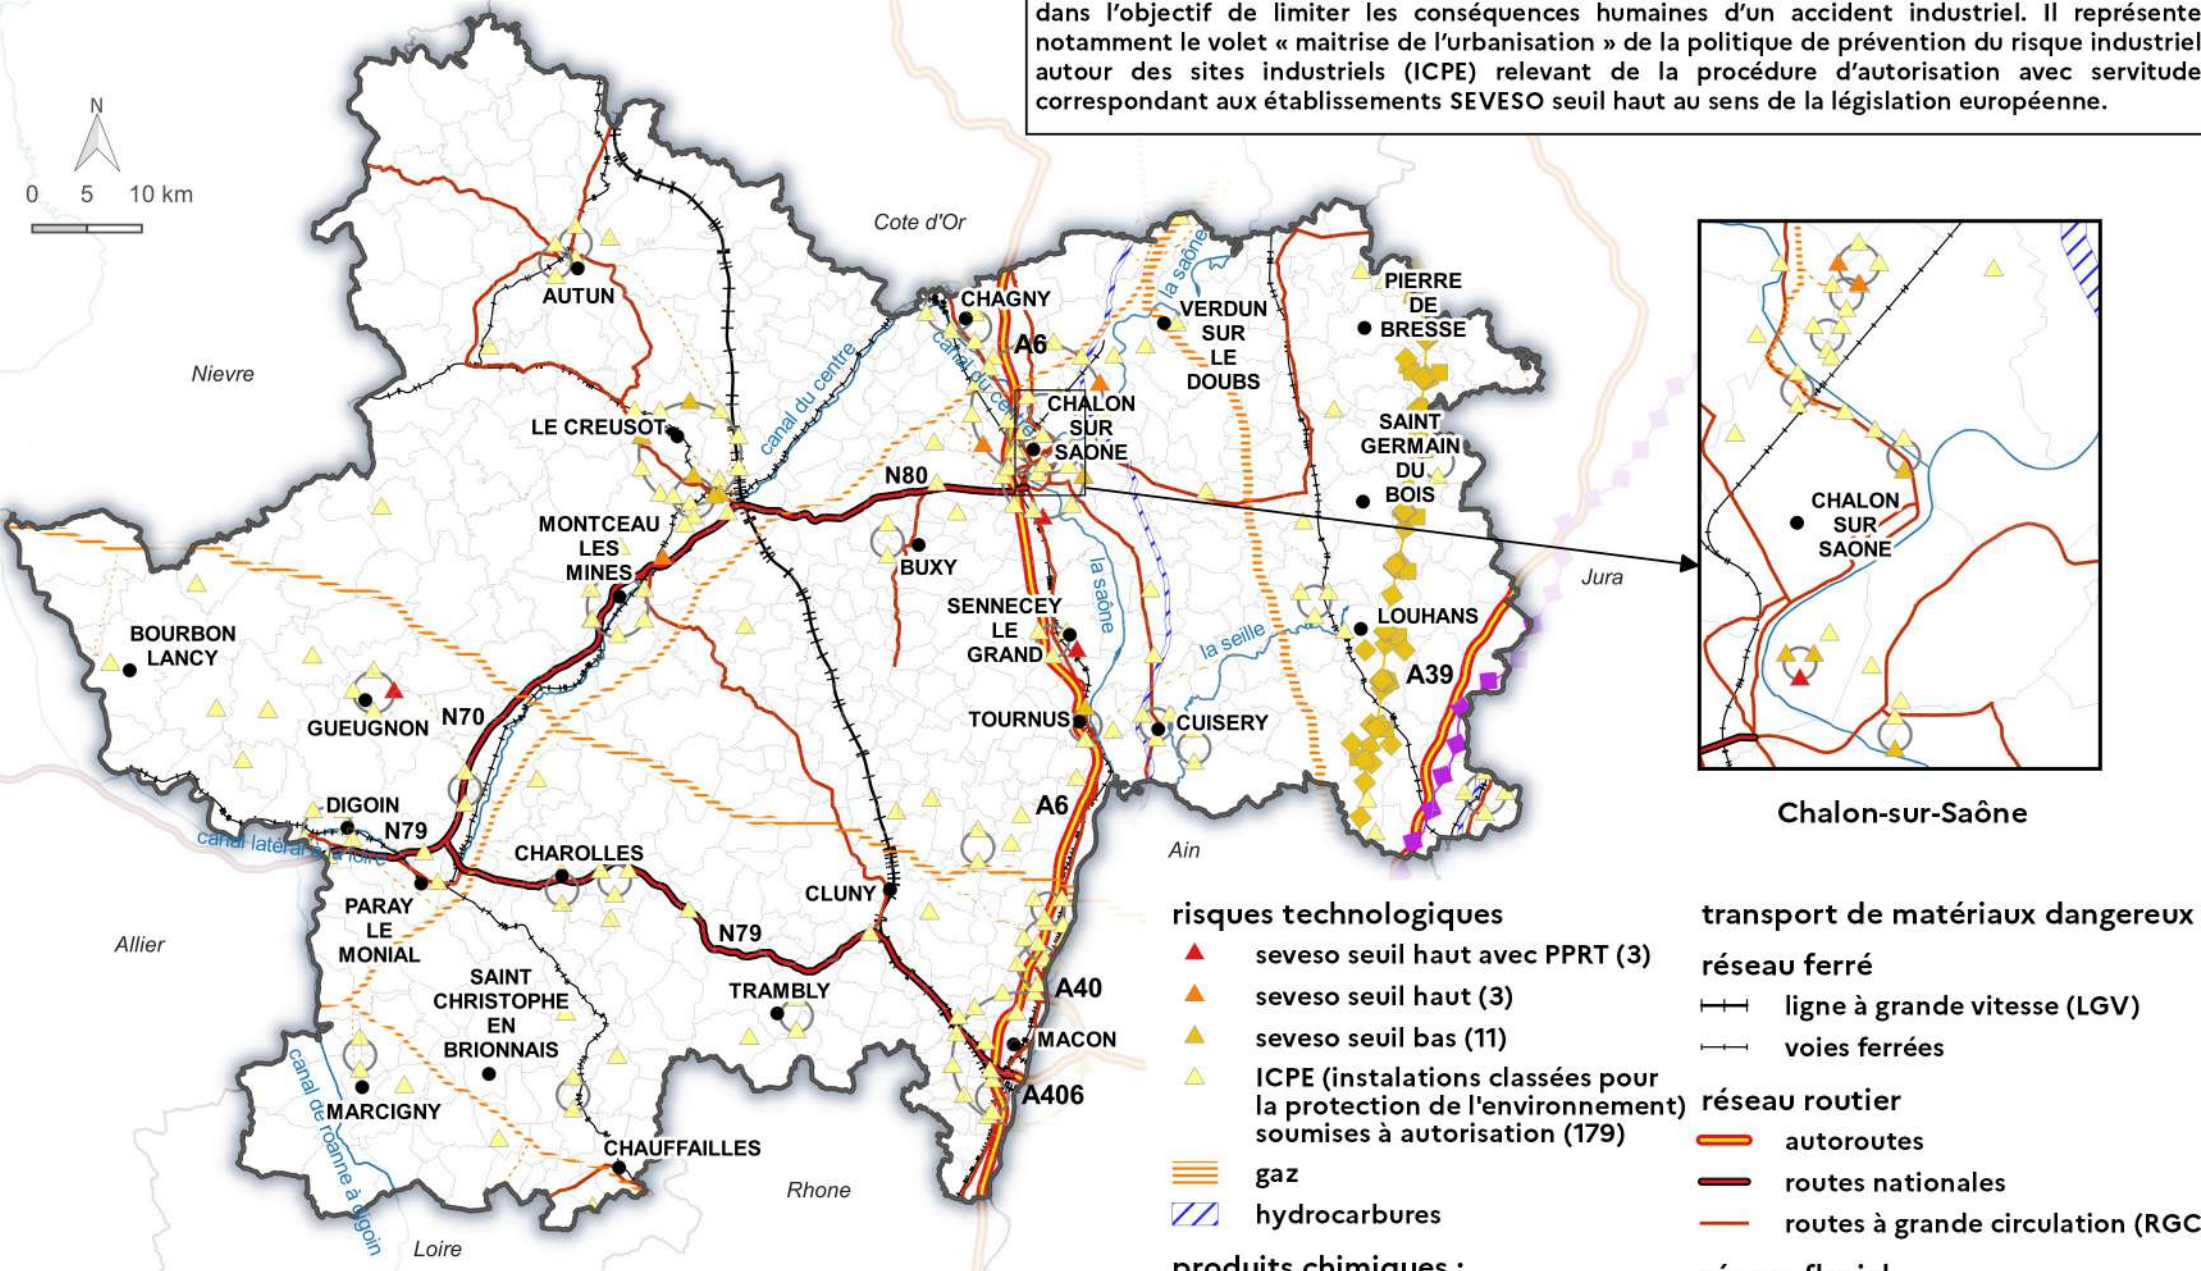 dans l'objectif de limiter les conséquences humaines d'un accident industriel. Il représente
notamment le volet « maitrise de l'urbanisation » de la politique de prévention du risque industriel
autour des sites industriels (ICPE) relevant de la procédure d'autorisation avec servitude
correspondant aux établissements SEVESO seuil haut au sens de la législation européenne.
N
0 5 10 km
Cote d'Or
Nievre
Jura
Ain
Allier
Rhone
Loire
AUTUN
CHAGNY
A6
la saône
VERDUN
SUR
LE
DOUBS
PIERRE
DE
BRESSE
canal du centre
canal du centre
LE CREUSOT
CHALON
SUR
SAONE
SAINT
GERMAIN
DU
BOIS
N80
MONTCEAU
LES
MINES
BUXY
la saône
SENNECEY
LE
GRAND
la seille
LOUHANS
A39
BOURBON
LANCY
GUEUGNON
N70
TOURNUS
CUISERY
DIGOIN
N79
canal latéral à la loire
A6
CHAROLLES
CLUNY
PARAY
LE
MONIAL
N79
SAINT
CHRISTOPHE
EN
BRIONNAIS
TRAMBLY
A40
MACON
A406
canal de roanne à digoin
MARCIGNY
CHAUFFAILLES
CHALON
SUR
SAONE
Chalon-sur-Saône
risques technologiques
seveso seuil haut avec PPRT (3)
seveso seuil haut (3)
seveso seuil bas (11)
ICPE (instalations classées pour
la protection de l'environnement)
soumises à autorisation (179)
gaz
hydrocarbures
produits chimiques :
transport de matériaux dangereux
réseau ferré
ligne à grande vitesse (LGV)
voies ferrées
réseau routier
autoroutes
routes nationales
routes à grande circulation (RGC